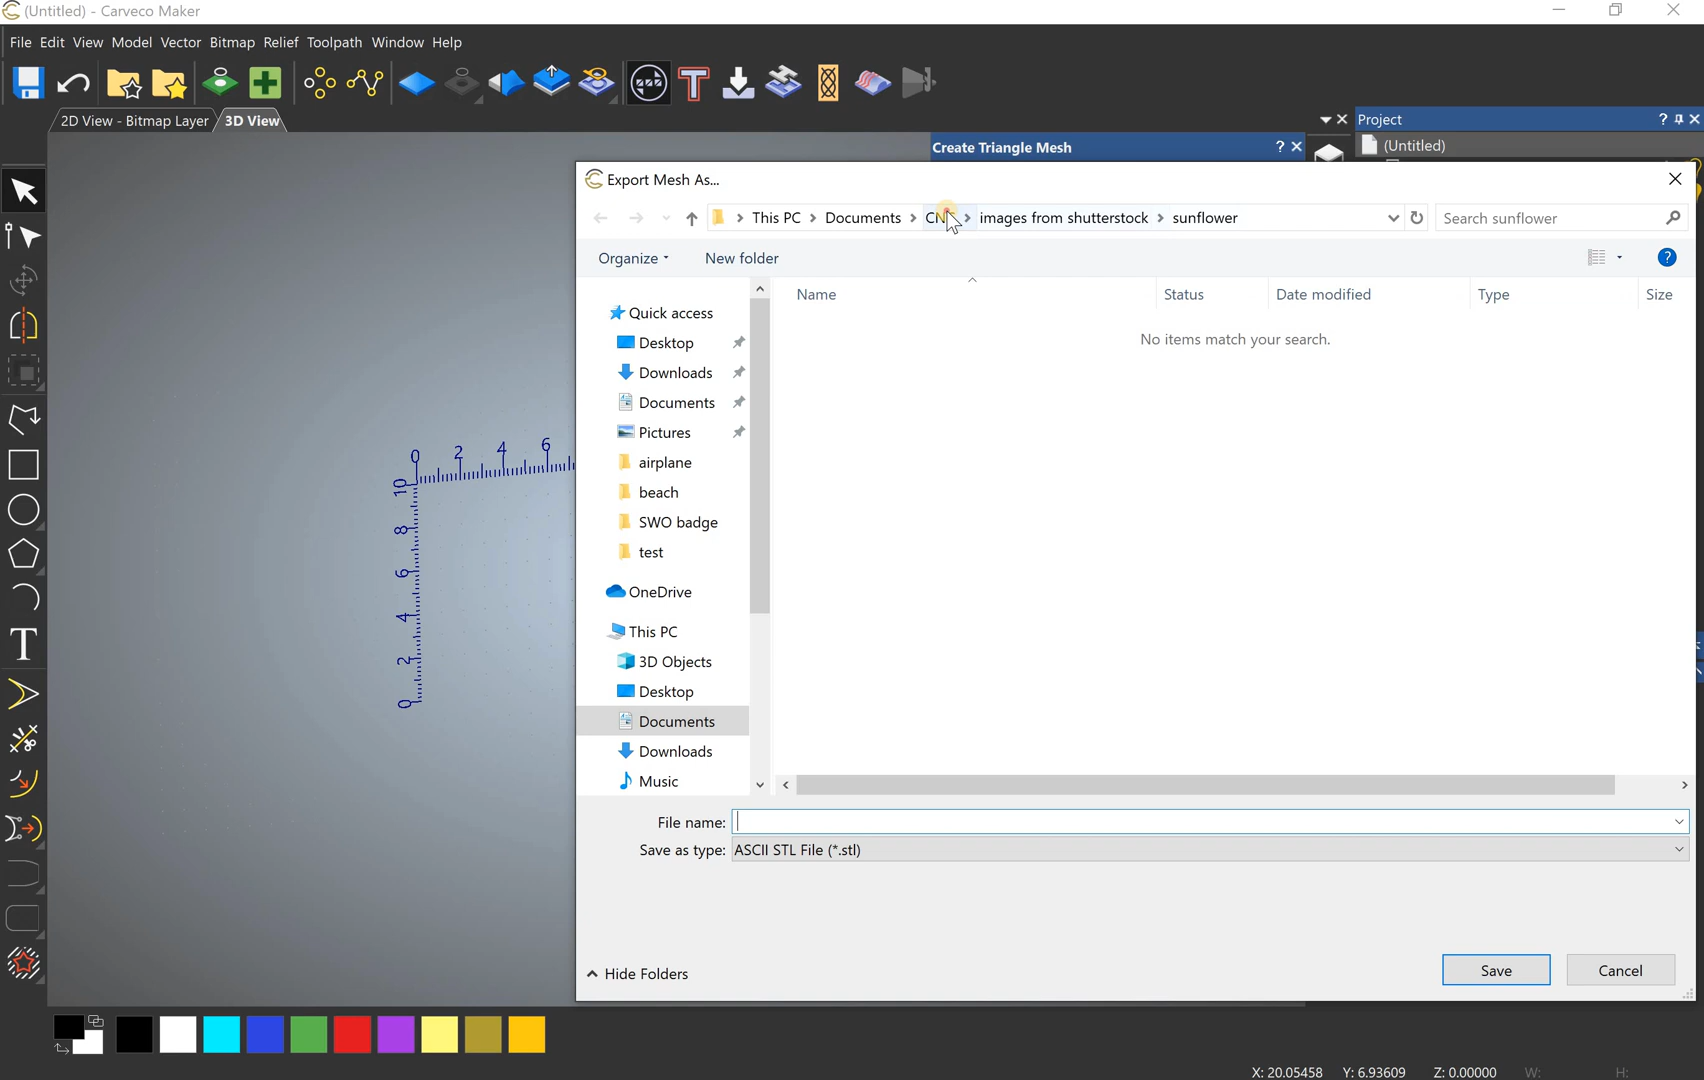 (Untitled) - Carveco Maker
File Edit View Model Vector Bitmap Relief Toolpath Window Help
2D View - Bitmap Layer 3D View
Project ?
(Untitled)
Create Triangle Mesh ?
Export Mesh As...
This PC > Documents > > images from shutterstock > sunflower
Search sunflower
Organize New folder ?
Name Status Date modified Type Size
No items match your search.
Quick access
Desktop
Downloads
Documents
Pictures
airplane
beach
SWO badge
test
OneDrive
This PC
3D Objects
Desktop
Documents
Downloads
Music
0 2 4 6
10
8
6
4
2
0
T
T
File name:
Save as type: ASCII STL File (*.stl)
Hide Folders
Save Cancel
X: 20.05458 Y: 6.93609 Z: 0.00000 W: H: